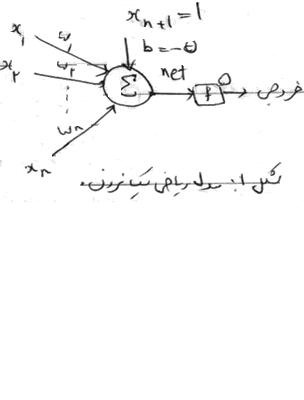 xₙ₊₁ = 1
x₁ w₁ b = -θ
x₂ w₂ Σ net f o خروجی
wₙ
xₙ
شکل ۱: مدل ریاضی یک نرون.